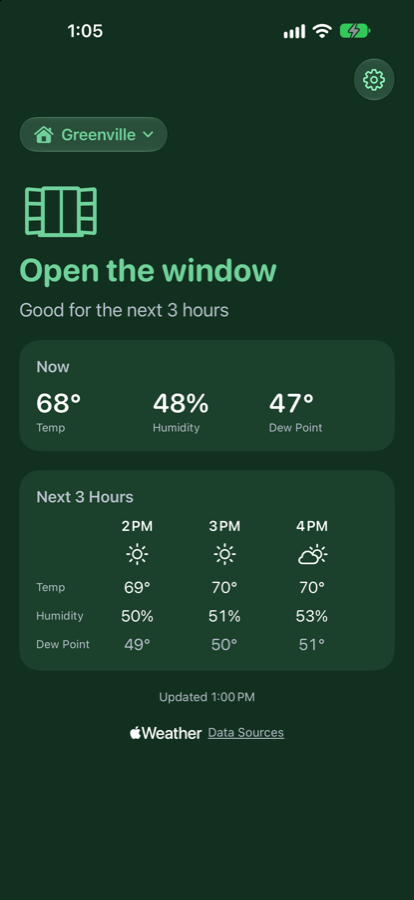 1:05
Greenville
Open the window
Good for the next 3 hours
Now
68° 48% 47°
Temp Humidity Dew Point
Next 3 Hours
2 PM 3 PM 4 PM
Temp 69° 70° 70°
Humidity 50% 51% 53%
Dew Point 49° 50° 51°
Updated 1:00 PM
Weather Data Sources